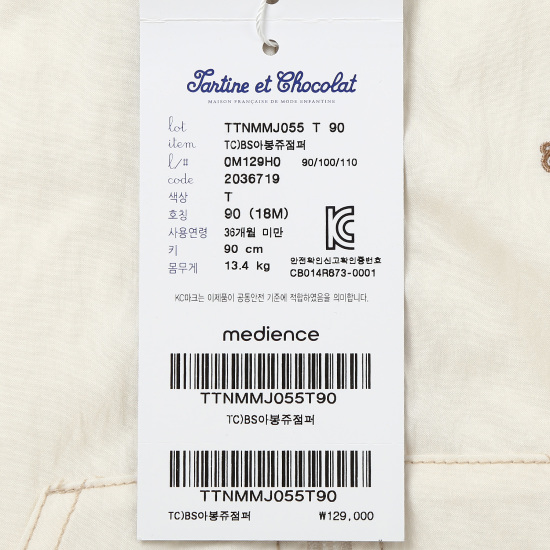 Tartine et Chocolat
MAISON FRANÇAISE DE MODE ENFANTINE
lot TTNMMJ055 T 90
item TC)BS아봉쥬점퍼
l/# 0M129H0 90/100/110
code 2036719
색상 T
호칭 90 (18M)
사용연령 36개월 미만
키 90 cm
몸무게 13.4 kg
안전확인신고확인증번호
CB014R873-0001
KC마크는 이제품이 공통안전 기준에 적합하였음을 의미합니다.
medience
TTNMMJ055T90
TC)BS아봉쥬점퍼
TTNMMJ055T90
TC)BS아봉쥬점퍼 ₩129,000